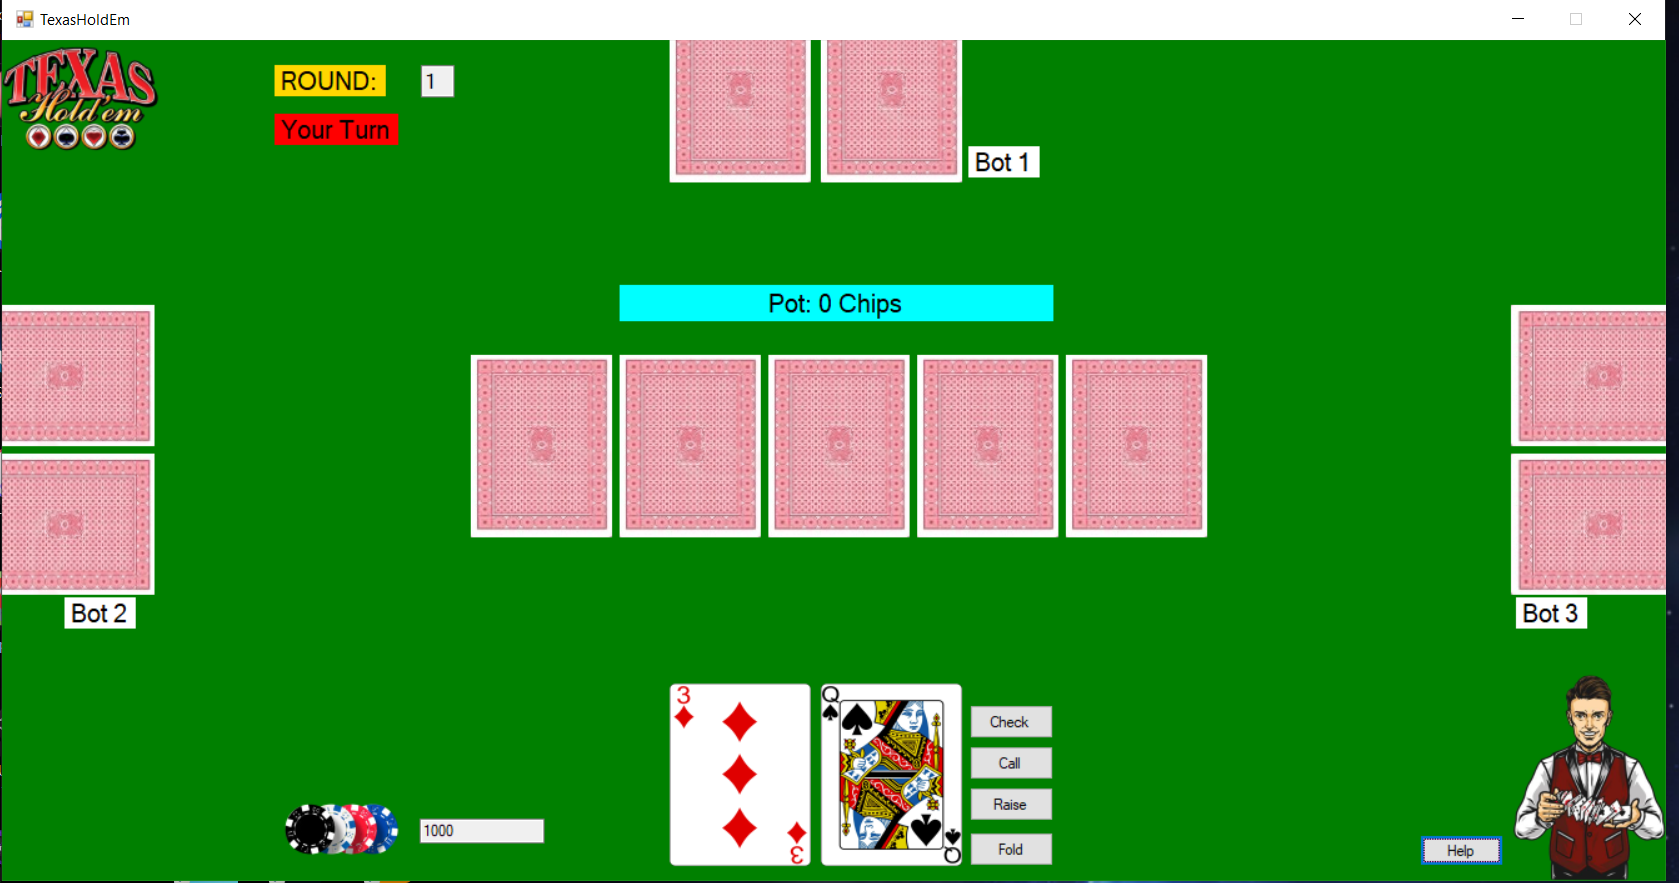 TexasHoldEm
TEXAS
Hold'em
ROUND: 1
Your Turn
Bot 1
Pot: 0 Chips
Bot 2
Bot 3
3
Q
Check
Call
Raise
Fold
1000
3
Q
Help